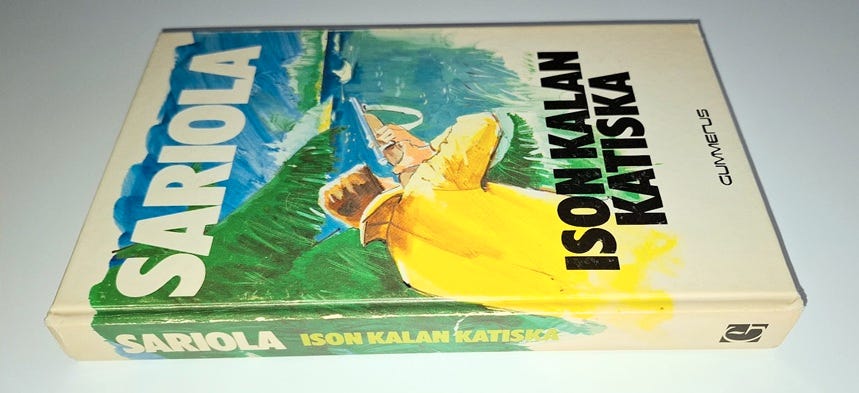 SARIOLA
ISON KALAN
KATISKA
GUMMERUS
SARIOLA ISON KALAN KATISKA
G